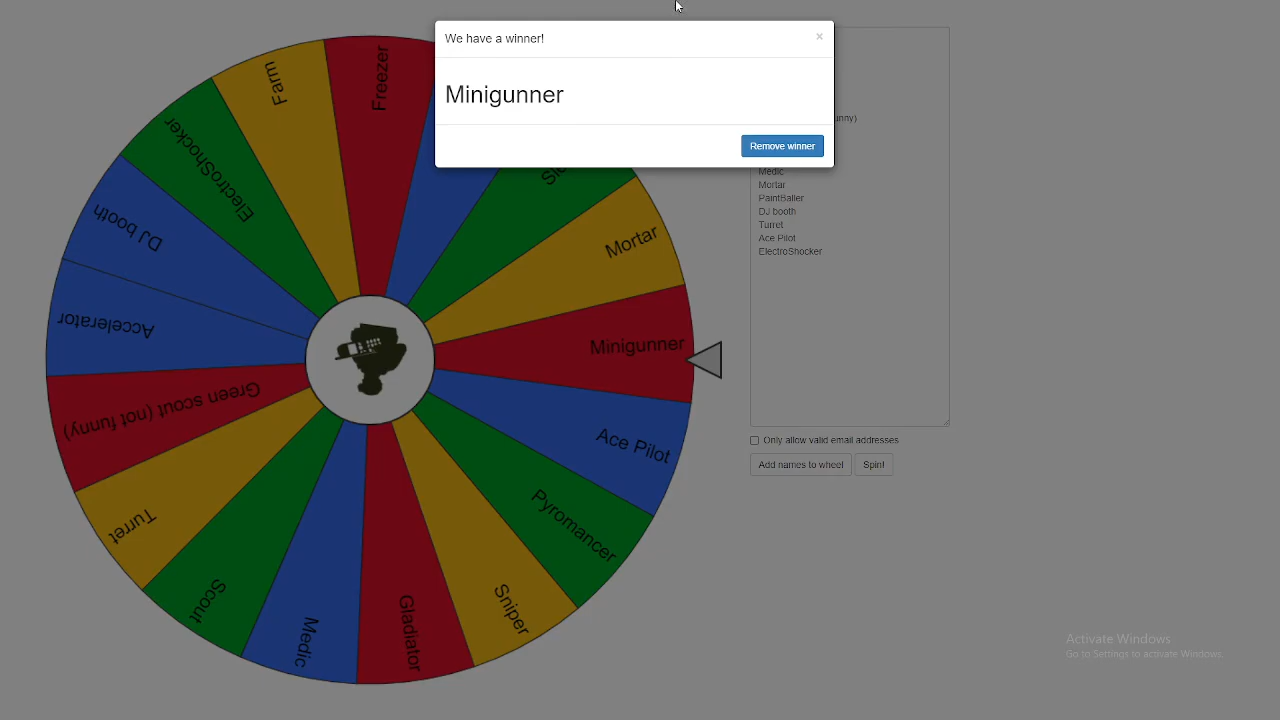 We have a winner!
×
Minigunner
Remove winner
Freezer
Farm
ElectroShocker
DJ booth
Accelerator
Green scout (not funny)
Turret
Scout
Medic
Gladiator
Sniper
Pyromancer
Ace Pilot
Minigunner
Mortar
Medic
Mortar
PaintBaller
DJ booth
Turret
Ace Pilot
ElectroShocker
Only allow valid email addresses
Add names to wheel
Spin!
Activate Windows
Go to Settings to activate Windows.